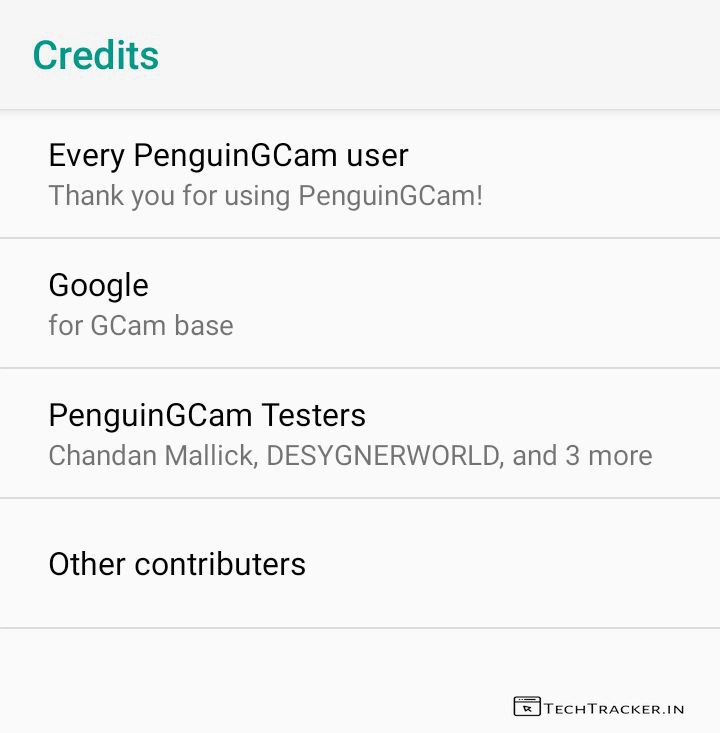 Credits
Every PenguinGCam user
Thank you for using PenguinGCam!
Google
for GCam base
PenguinGCam Testers
Chandan Mallick, DESYGNERWORLD, and 3 more
Other contributers
TECHTRACKER.IN